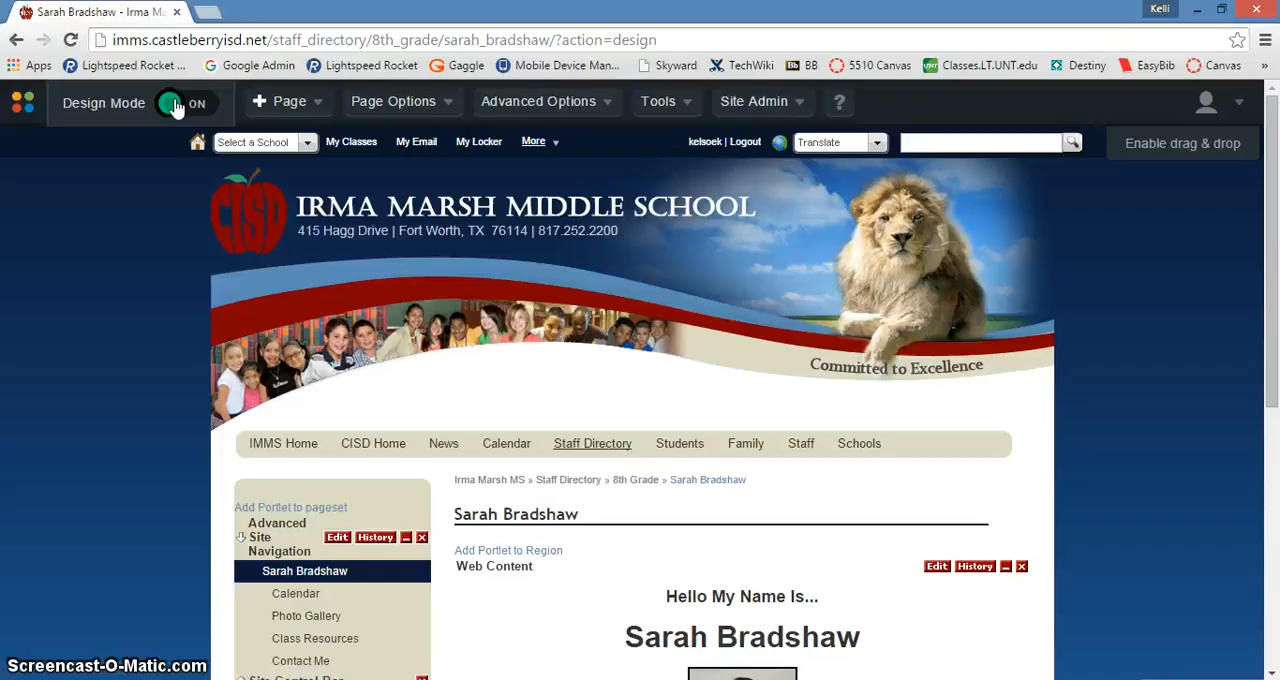 Sarah Bradshaw - Irma Ma
Kelli
imms.castleberryisd.net/staff_directory/8th_grade/sarah_bradshaw/?action=design
Apps Lightspeed Rocket ... Google Admin Lightspeed Rocket Gaggle Mobile Device Man... Skyward TechWiki BB BB 5510 Canvas UNT Classes.LT.UNT.edu Destiny EasyBib Canvas »
Design Mode ON + Page Page Options Advanced Options Tools Site Admin ?
Select a School My Classes My Email My Locker More kelsoek | Logout Translate Enable drag & drop
CISD
IRMA MARSH MIDDLE SCHOOL
415 Hagg Drive | Fort Worth, TX 76114 | 817.252.2200
Committed to Excellence
IMMS Home CISD Home News Calendar Staff Directory Students Family Staff Schools
Irma Marsh MS » Staff Directory » 8th Grade » Sarah Bradshaw
Add Portlet to pageset
Advanced
Site
Navigation
Edit History
Sarah Bradshaw
Calendar
Photo Gallery
Class Resources
Contact Me
Site Control Bar
Sarah Bradshaw
Add Portlet to Region
Web Content Edit History
Hello My Name Is...
Sarah Bradshaw
Screencast-O-Matic.com